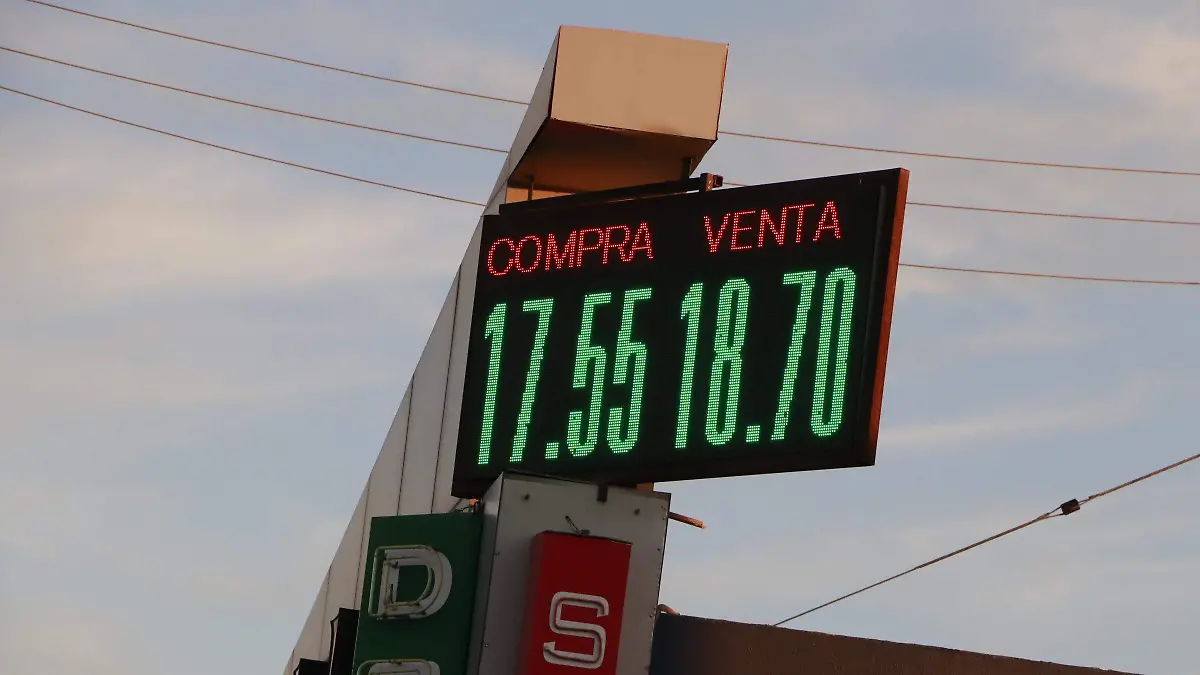 COMPRA VENTA
17.55 18.70
D
S